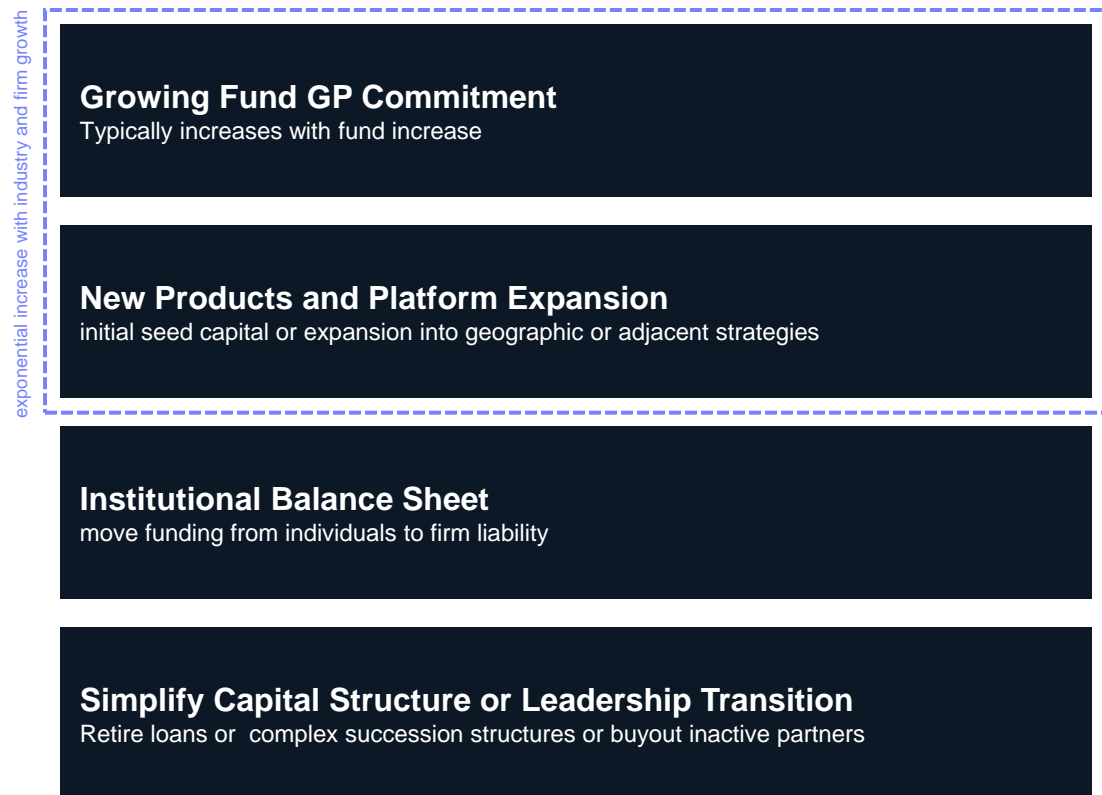 exponential increase with industry and firm growth
Growing Fund GP Commitment
Typically increases with fund increase
New Products and Platform Expansion
initial seed capital or expansion into geographic or adjacent strategies
Institutional Balance Sheet
move funding from individuals to firm liability
Simplify Capital Structure or Leadership Transition
Retire loans or  complex succession structures or buyout inactive partners